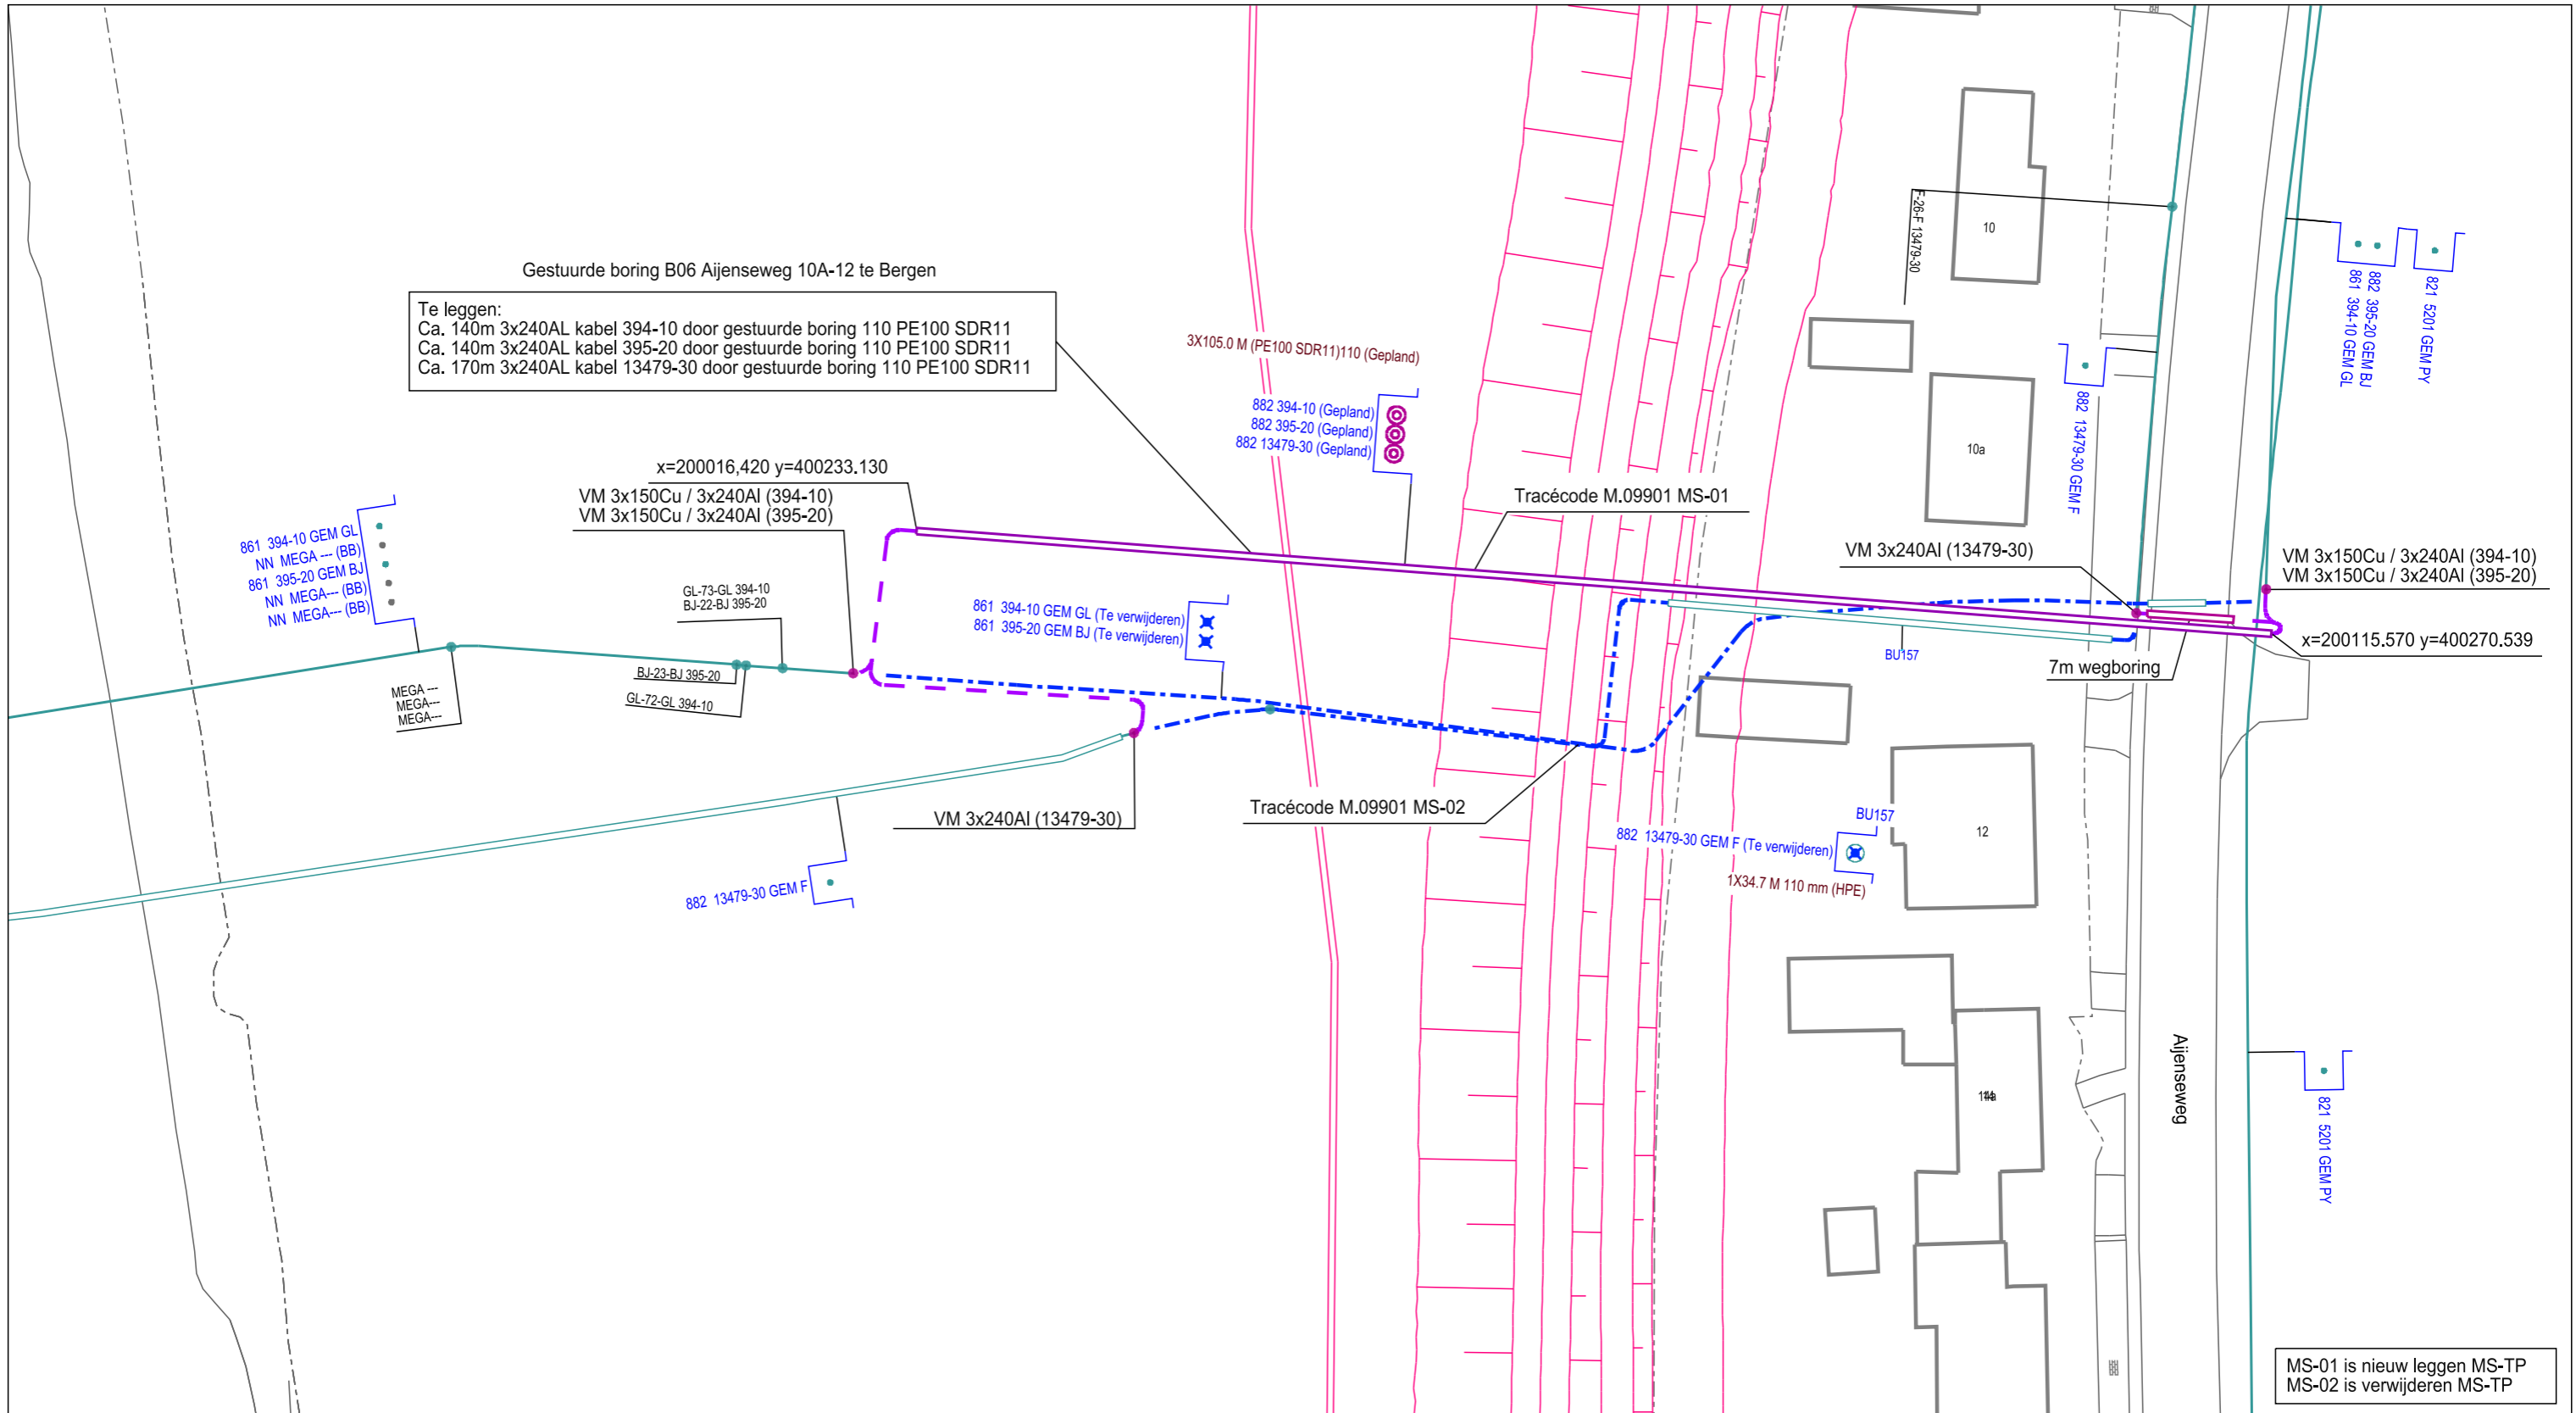 Gestuurde boring B06 Aijenseweg 10A-12 te Bergen
Te leggen:
Ca. 140m 3x240AL kabel 394-10 door gestuurde boring 110 PE100 SDR11
Ca. 140m 3x240AL kabel 395-20 door gestuurde boring 110 PE100 SDR11
Ca. 170m 3x240AL kabel 13479-30 door gestuurde boring 110 PE100 SDR11
3X105.0 M (PE100 SDR11)110 (Gepland)
882 394-10 (Gepland)
882 395-20 (Gepland)
882 13479-30 (Gepland)
x=200016,420 y=400233.130
VM 3x150Cu / 3x240Al (394-10)
VM 3x150Cu / 3x240Al (395-20)
Tracécode M.09901 MS-01
861 394-10 GEM GL
NN MEGA --- (BB)
861 395-20 GEM BJ
NN MEGA--- (BB)
NN MEGA--- (BB)
GL-73-GL 394-10
BJ-22-BJ 395-20
BJ-23-BJ 395-20
GL-72-GL 394-10
MEGA ---
MEGA---
MEGA---
861 394-10 GEM GL (Te verwijderen)
861 395-20 GEM BJ (Te verwijderen)
VM 3x240Al (13479-30)
882 13479-30 GEM F
Tracécode M.09901 MS-02
F-26-F 13479-30
10
10a
882 13479-30 GEM F
861 394-10 GEM GL
882 395-20 GEM BJ
821 5201 GEM PY
VM 3x240Al (13479-30)
VM 3x150Cu / 3x240Al (394-10)
VM 3x150Cu / 3x240Al (395-20)
x=200115.570 y=400270.539
7m wegboring
BU157
BU157
882 13479-30 GEM F (Te verwijderen)
1X34.7 M 110 mm (HPE)
12
Aijenseweg
821 5201 GEM PY
MS-01 is nieuw leggen MS-TP
MS-02 is verwijderen MS-TP